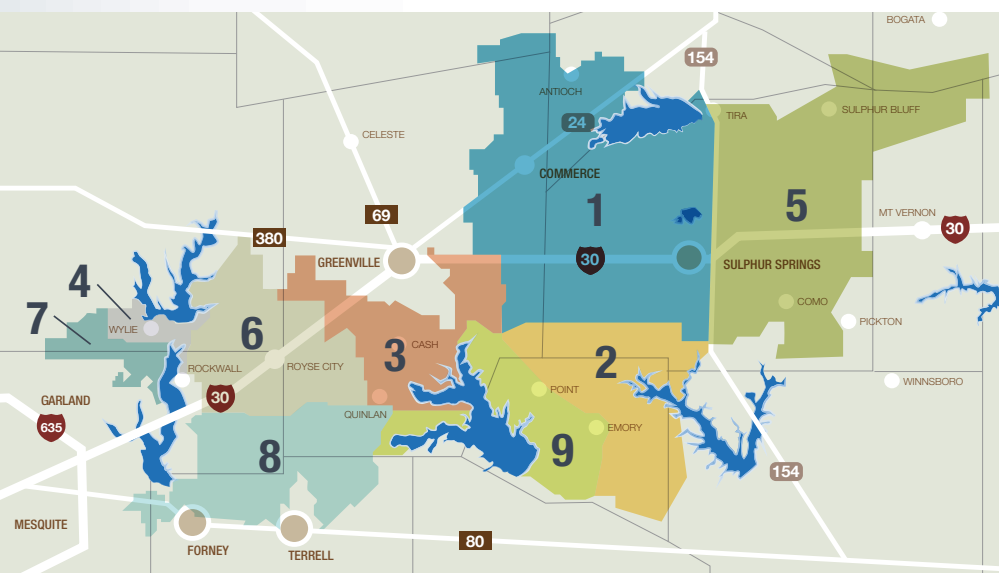 BOGATA
154
ANTIOCH
TIRA
SULPHUR BLUFF
24
CELESTE
COMMERCE
1
5
69
MT VERNON
30
380
GREENVILLE
30
SULPHUR SPRINGS
4
7
COMO
WYLIE
6
PICKTON
CASH
3
2
ROCKWALL
ROYSE CITY
WINNSBORO
POINT
30
GARLAND
QUINLAN
635
EMORY
8
9
154
MESQUITE
80
FORNEY
TERRELL